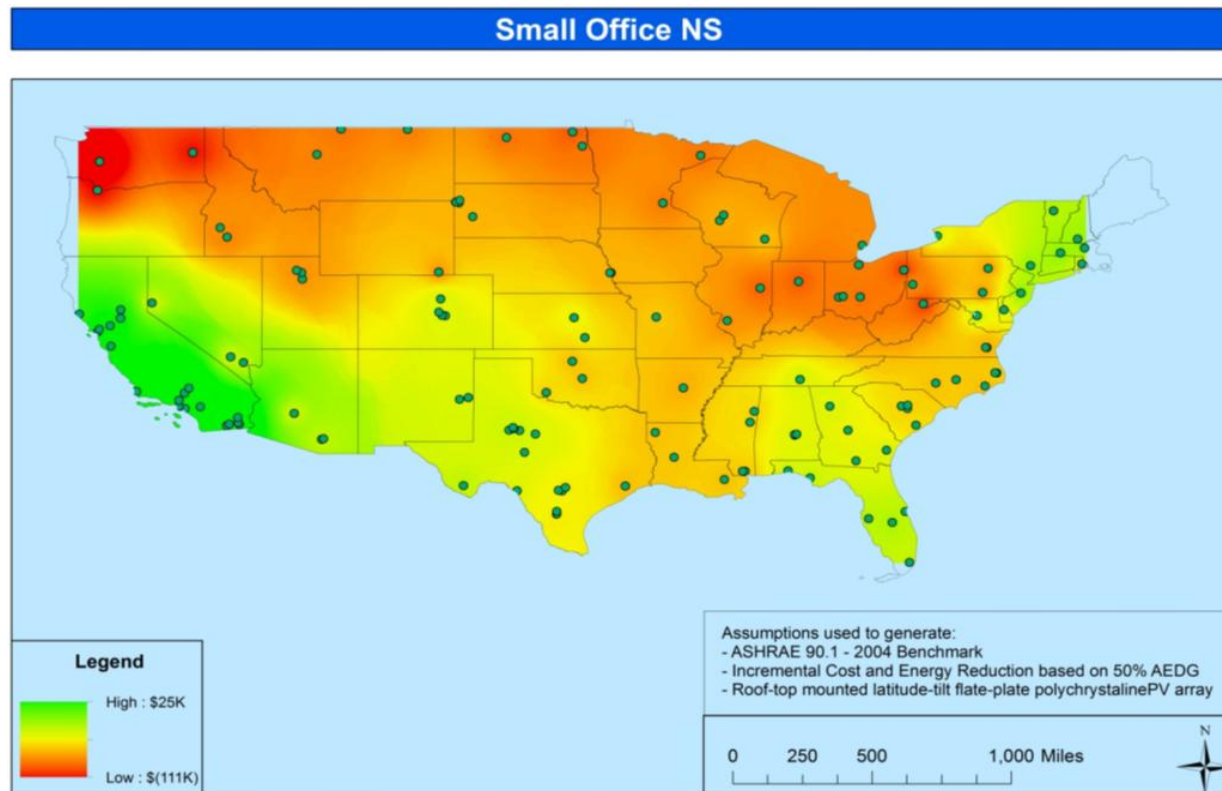 Small Office NS
Assumptions used to generate:
- ASHRAE 90.1 - 2004 Benchmark
- Incremental Cost and Energy Reduction based on 50% AEDG
- Roof-top mounted latitude-tilt flate-plate polychrystalinePV array
Legend
High : $25K
Low : $(111K)
0 250 500 1,000 Miles
N